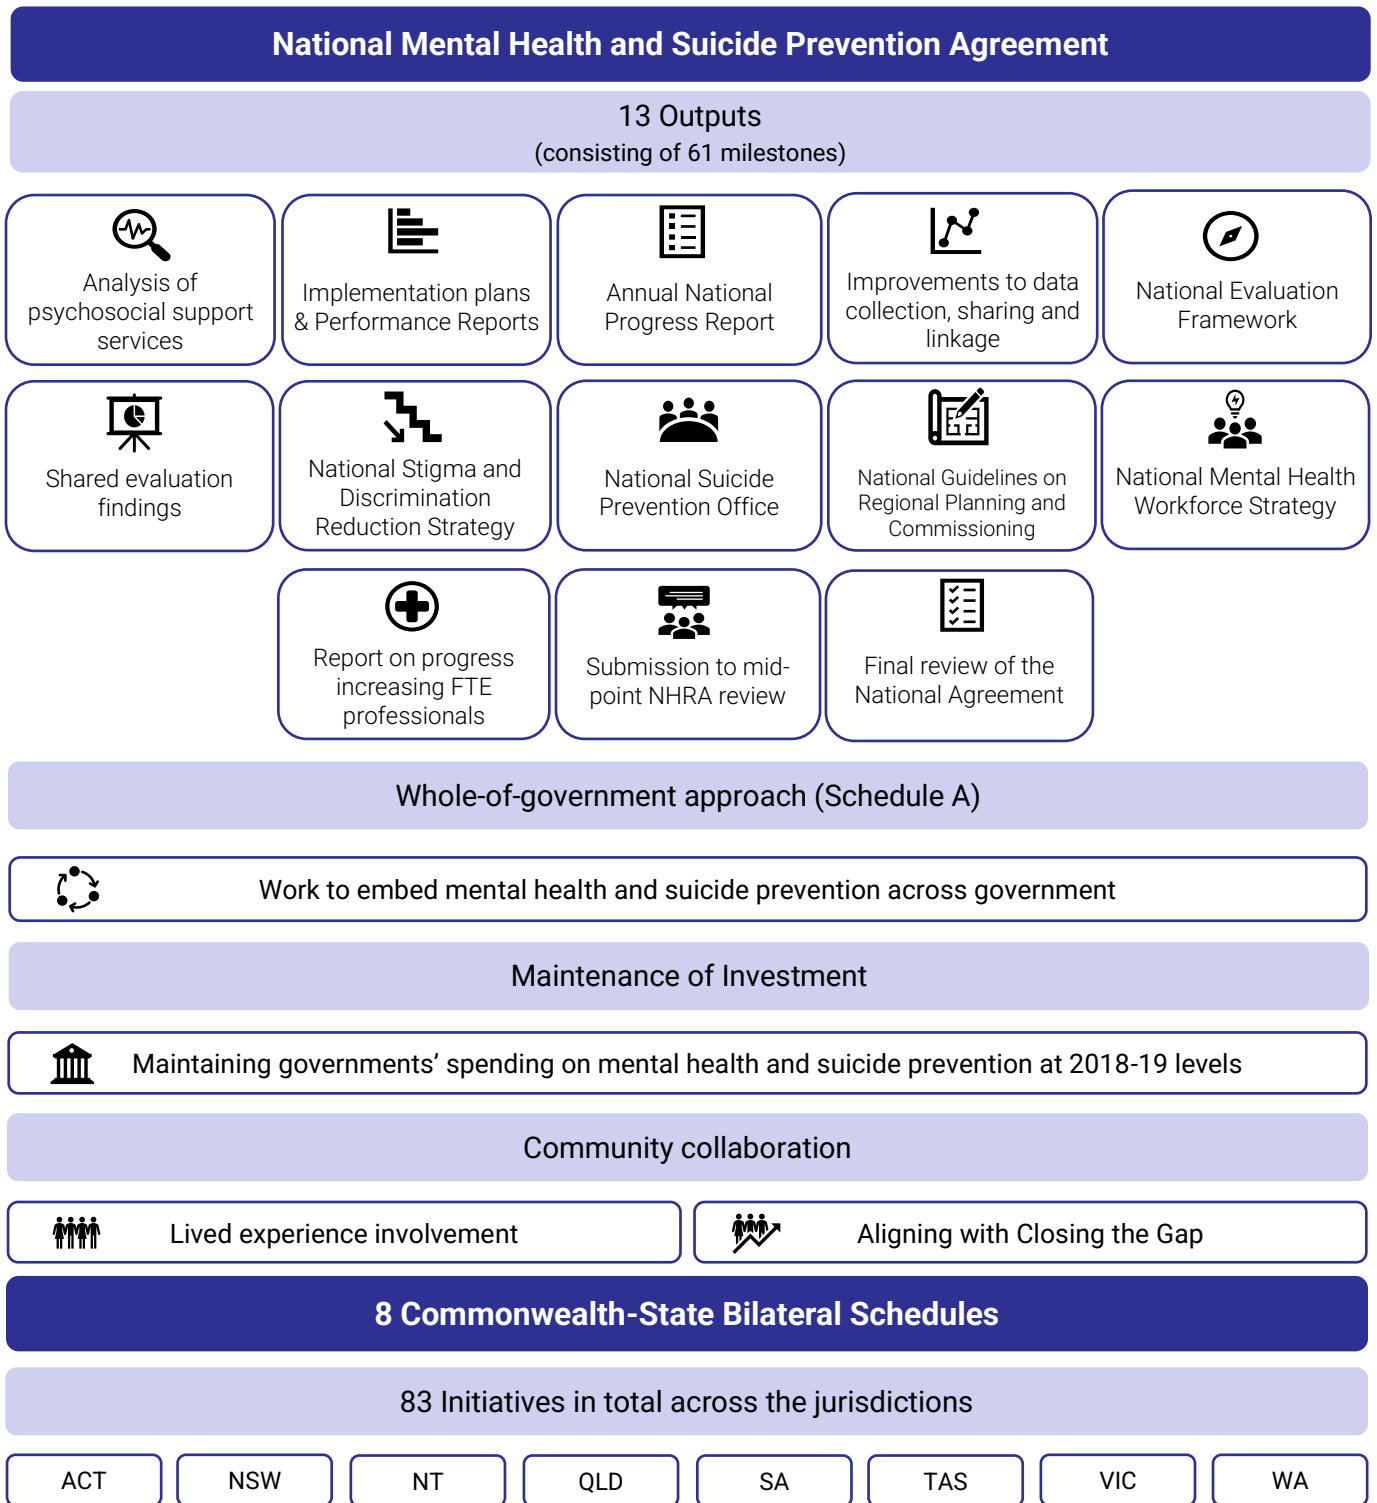 National Mental Health and Suicide Prevention Agreement
13 Outputs
(consisting of 61 milestones)
Analysis of
psychosocial support
services
Implementation plans
& Performance Reports
Annual National
Progress Report
Improvements to data
collection, sharing and
linkage
National Evaluation
Framework
Shared evaluation
findings
National Stigma and
Discrimination
Reduction Strategy
National Suicide
Prevention Office
National Guidelines on
Regional Planning and
Commissioning
National Mental Health
Workforce Strategy
Report on progress
increasing FTE
professionals
Submission to mid-
point NHRA review
Final review of the
National Agreement
Whole-of-government approach (Schedule A)
Work to embed mental health and suicide prevention across government
Maintenance of Investment
Maintaining governments’ spending on mental health and suicide prevention at 2018-19 levels
Community collaboration
Lived experience involvement
Aligning with Closing the Gap
8 Commonwealth-State Bilateral Schedules
83 Initiatives in total across the jurisdictions
ACT
NSW
NT
QLD
SA
TAS
VIC
WA